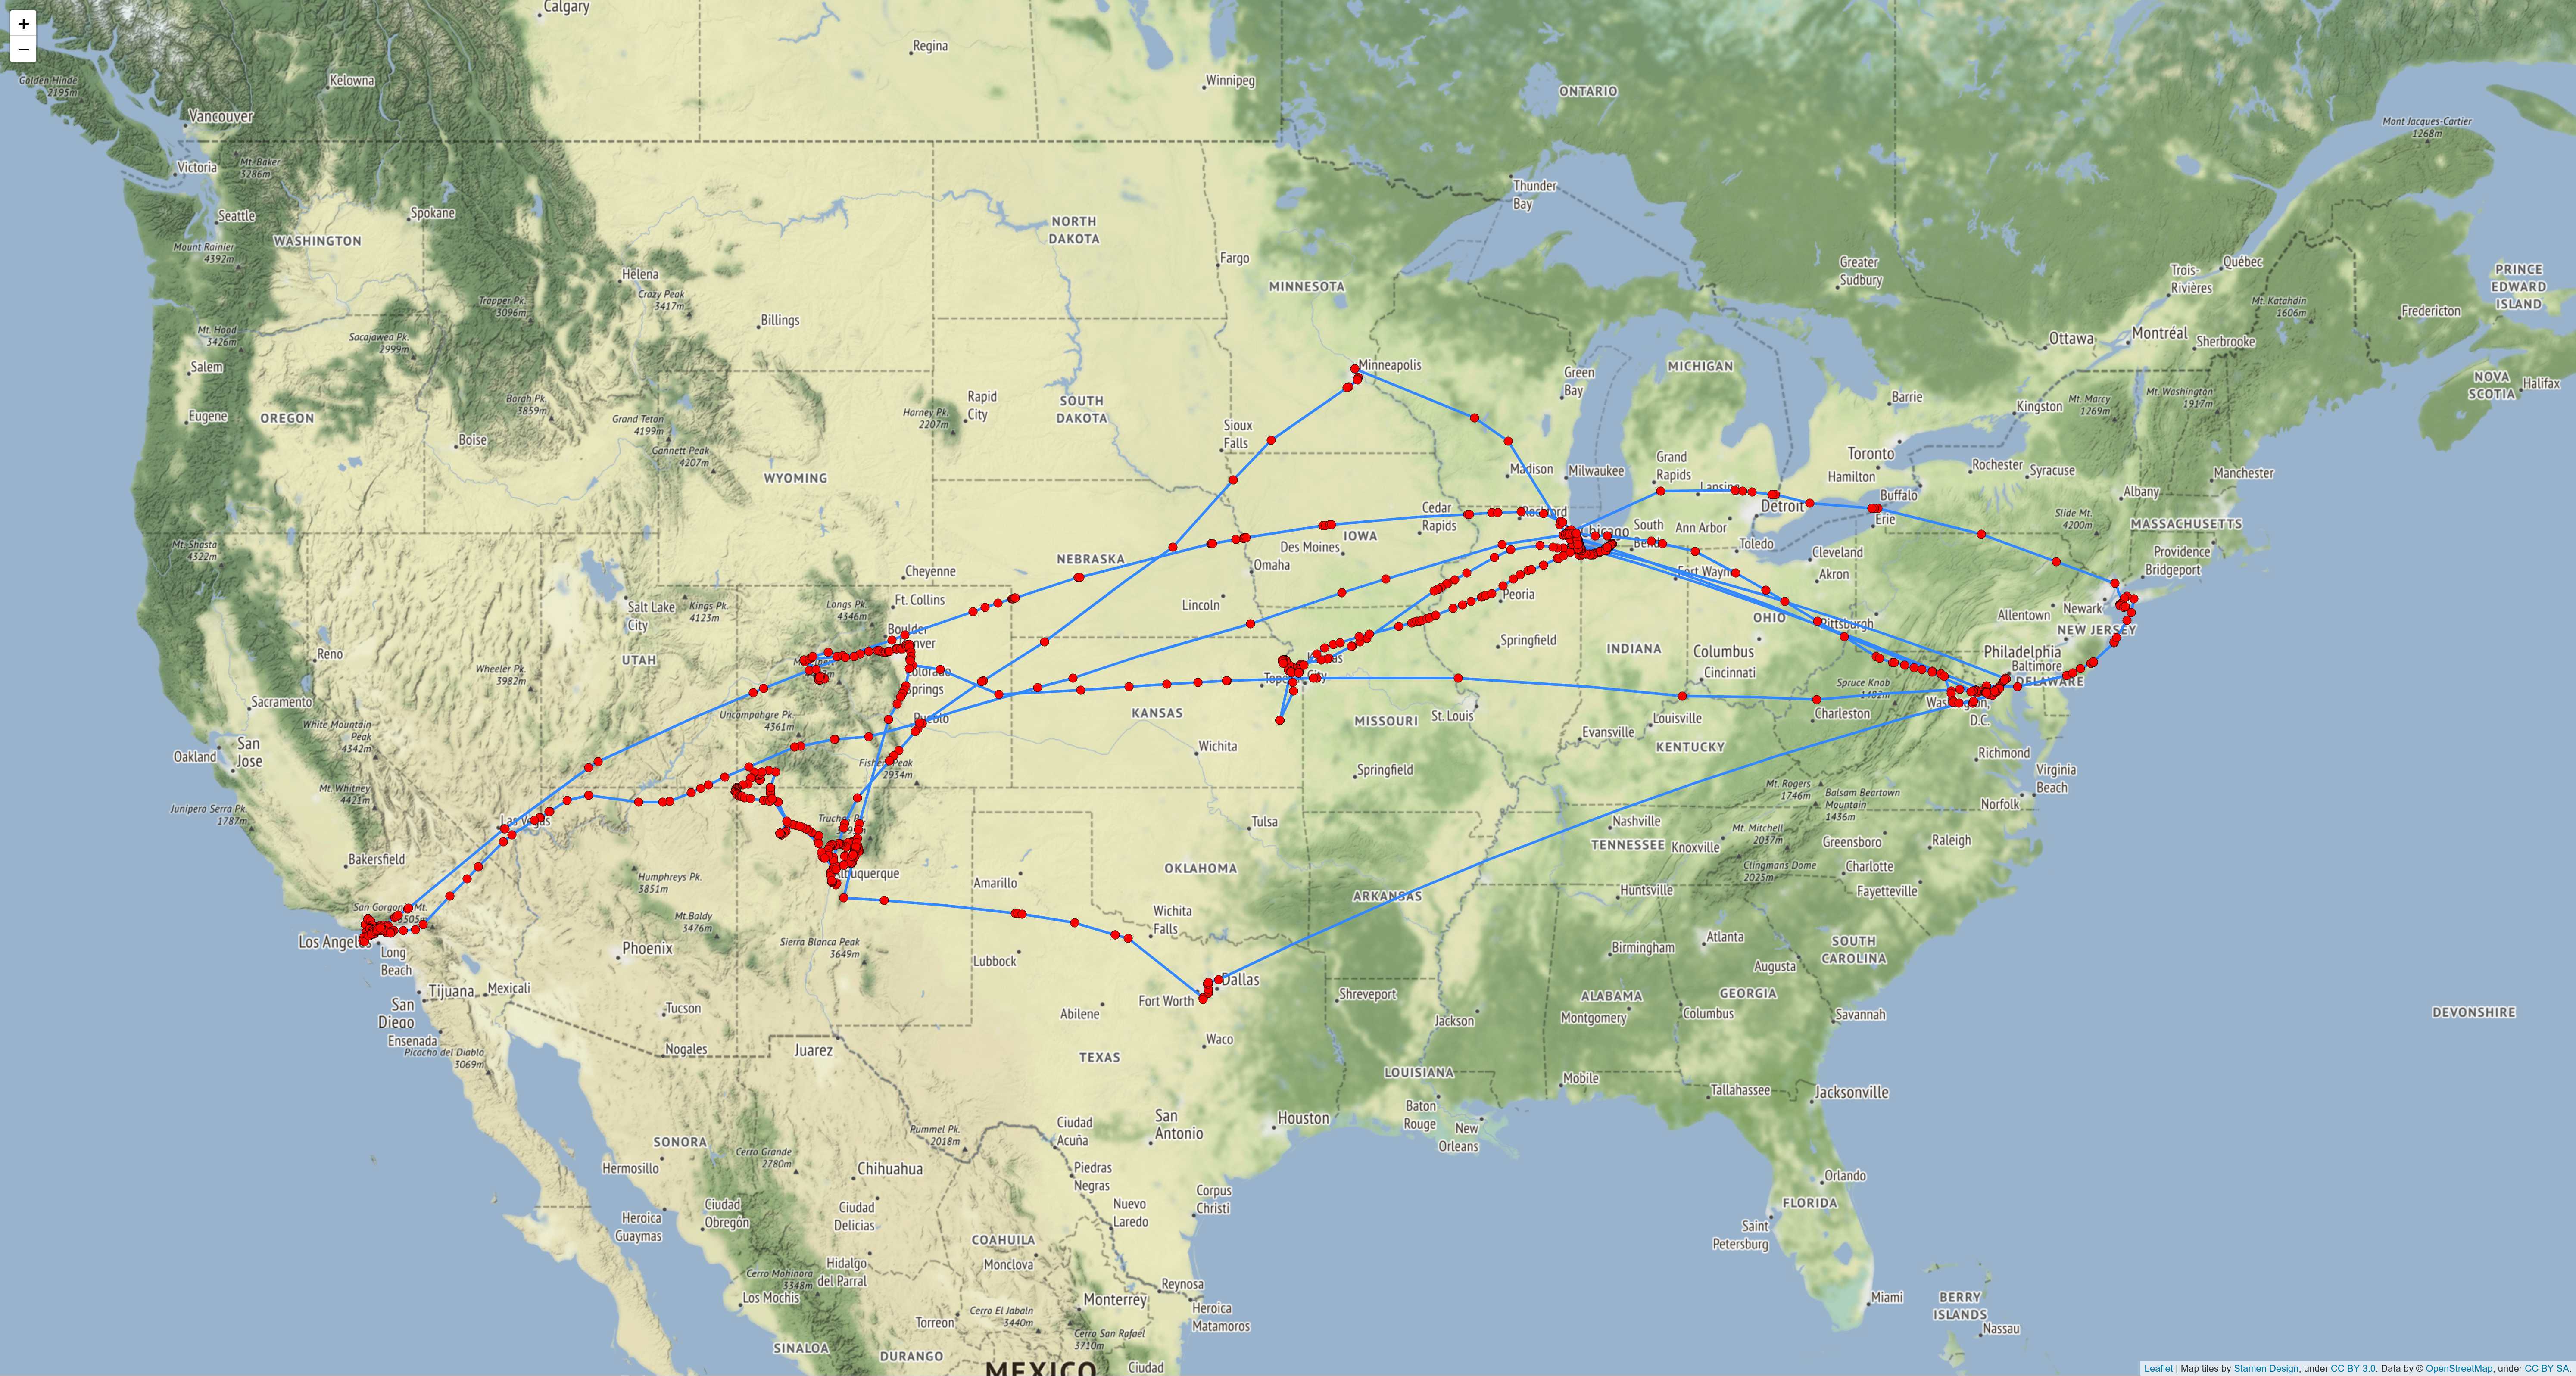 +
−
Calgary
Regina
Winnipeg
Kelowna
Golden Hinde
2195m
Vancouver
Victoria
Mt. Baker
3286m
ONTARIO
Thunder
Bay
Mont Jacques-Cartier
1268m
Seattle
Spokane
WASHINGTON
Mount Rainier
4392m
NORTH
DAKOTA
Fargo
Helena
Crazy Peak
3417m
Trapper Pk.
3096m
MINNESOTA
Greater
Sudbury
Québec
Trois-
Rivières
PRINCE
EDWARD
ISLAND
Mt. Katahdin
1606m
Fredericton
Billings
Mt. Hood
3426m
Sacajawea Pk.
2999m
Salem
Ottawa
Montréal
Sherbrooke
Minneapolis
Green
Bay
MICHIGAN
NOVA
SCOTIA
Halifax
Eugene
OREGON
Borah Pk.
3859m
Grand Teton
4199m
Harney Pk.
2207m
Rapid
City
SOUTH
DAKOTA
Barrie
Kingston
Mt. Marcy
1269m
Mt. Washington
1917m
Boise
Gannett Peak
4207m
Sioux
Falls
Toronto
Hamilton
WYOMING
Madison
Milwaukee
Grand
Rapids
Lansing
Rochester
Syracuse
Manchester
Buffalo
Albany
Detroit
Erie
Cedar
Rapids
Rockford
Slide Mt.
4200m
MASSACHUSETTS
Mt. Shasta
4322m
NEBRASKA
IOWA
Des Moines
Chicago
South
Bend
Ann Arbor
Toledo
Cleveland
Providence
Bridgeport
Cheyenne
Omaha
Fort Wayne
Akron
Salt Lake
City
Kings Pk.
4123m
Longs Pk.
4346m
Ft. Collins
Lincoln
Peoria
OHIO
Allentown
Newark
Boulder
Denver
Pittsburgh
NEW JERSEY
Reno
UTAH
Springfield
INDIANA
Columbus
Philadelphia
Wheeler Pk.
3982m
Colorado
Springs
Kansas
City
Topeka
Cincinnati
Baltimore
DELAWARE
Sacramento
Spruce Knob
1482m
Washington,
D.C.
White Mountain
Peak
4342m
Uncompahgre Pk.
4361m
Pueblo
KANSAS
MISSOURI
St. Louis
Louisville
Charleston
Oakland
San
Jose
Wichita
Evansville
KENTUCKY
Richmond
Fisher Peak
2934m
Springfield
Virginia
Beach
Mt. Whitney
4421m
Mt. Rogers
1746m
Balsam Beartown
Mountain
1436m
Norfolk
Junipero Serra Pk.
1787m
Las Vegas
Tulsa
Nashville
Mt. Mitchell
2037m
Greensboro
Raleigh
Bakersfield
Humphreys Pk.
3851m
Albuquerque
Amarillo
OKLAHOMA
TENNESSEE
Knoxville
Clingmans Dome
2025m
Charlotte
Fayetteville
San Gorgonio Mt.
3505m
Mt.Baldy
3476m
ARKANSAS
Huntsville
Wichita
Falls
Los Angeles
Long
Beach
Phoenix
Sierra Blanca Peak
3649m
Lubbock
Birmingham
Atlanta
SOUTH
CAROLINA
Augusta
Tijuana
Mexicali
San
Diego
Tucson
Dallas
Fort Worth
Abilene
Shreveport
ALABAMA
Montgomery
GEORGIA
Columbus
Savannah
DEVONSHIRE
Jackson
Ensenada
Picacho del Diablo
3069m
Nogales
Juarez
Waco
TEXAS
LOUISIANA
Mobile
Tallahassee
Jacksonville
Baton
Rouge
New
Orleans
SONORA
Pummel Pk.
2018m
Ciudad
Acuña
San
Antonio
Houston
Hermosillo
Cerro Grande
2780m
Chihuahua
Piedras
Negras
Orlando
FLORIDA
Heroica
Guaymas
Ciudad
Obregón
Ciudad
Delicias
Nuevo
Laredo
Corpus
Christi
Saint
Petersburg
COAHUILA
Monclova
Hidalgo
del Parral
Cerro Mohinora
3348m
Los Mochis
Reynosa
Monterrey
Cerro El Jabaln
3440m
Heroica
Matamoros
Miami
BERRY
ISLANDS
Nassau
Torreon
Cerro San Rafael
3710m
SINALOA
DURANGO
MEXICO
Ciudad
Leaflet | Map tiles by Stamen Design, under CC BY 3.0. Data by © OpenStreetMap, under CC BY SA.